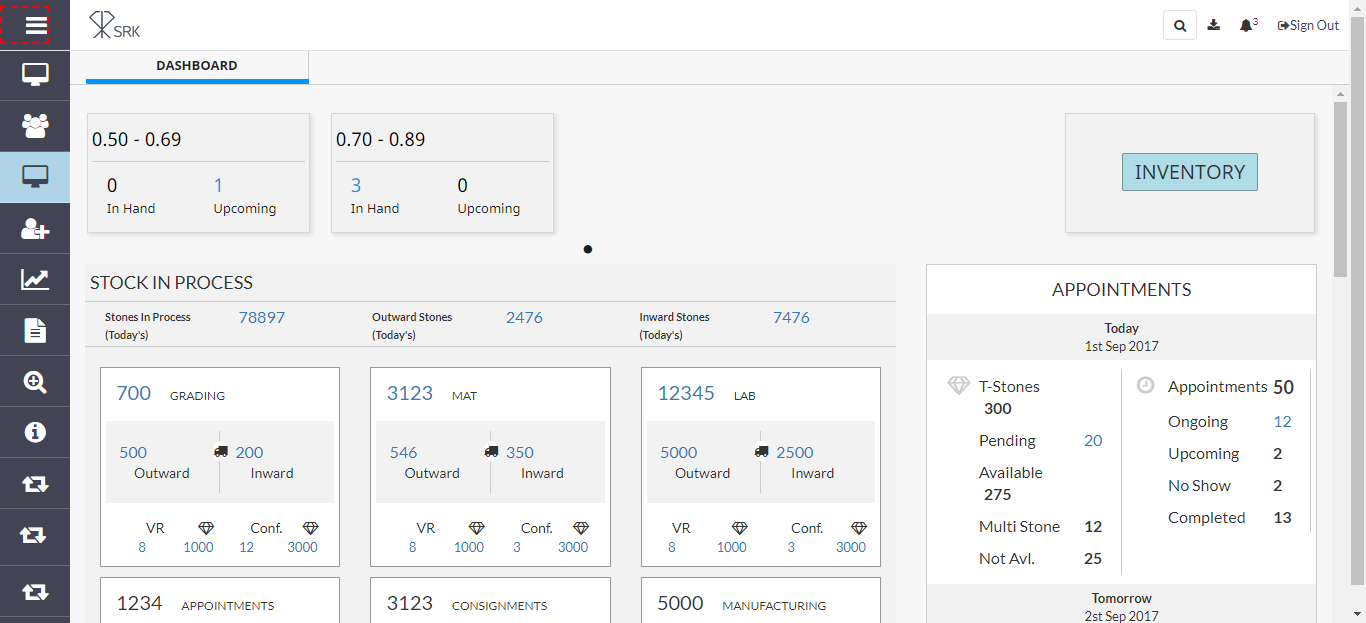 SRK
3
Sign Out
DASHBOARD
0.50 - 0.69
0 1
In Hand Upcoming
0.70 - 0.89
3 0
In Hand Upcoming
INVENTORY
STOCK IN PROCESS
Stones In Process 78897
(Today's)
Outward Stones 2476
(Today's)
Inward Stones 7476
(Today's)
700 GRADING
500 200
Outward Inward
VR Conf.
8 1000 12 3000
3123 MAT
546 350
Outward Inward
VR Conf.
8 1000 3 3000
12345 LAB
5000 2500
Outward Inward
VR Conf.
8 1000 3 3000
1234 APPOINTMENTS
3123 CONSIGNMENTS
5000 MANUFACTURING
APPOINTMENTS
Today
1st Sep 2017
T-Stones
300
Pending 20
Available
275
Multi Stone 12
Not Avl. 25
Appointments 50
Ongoing 12
Upcoming 2
No Show 2
Completed 13
Tomorrow
2st Sep 2017